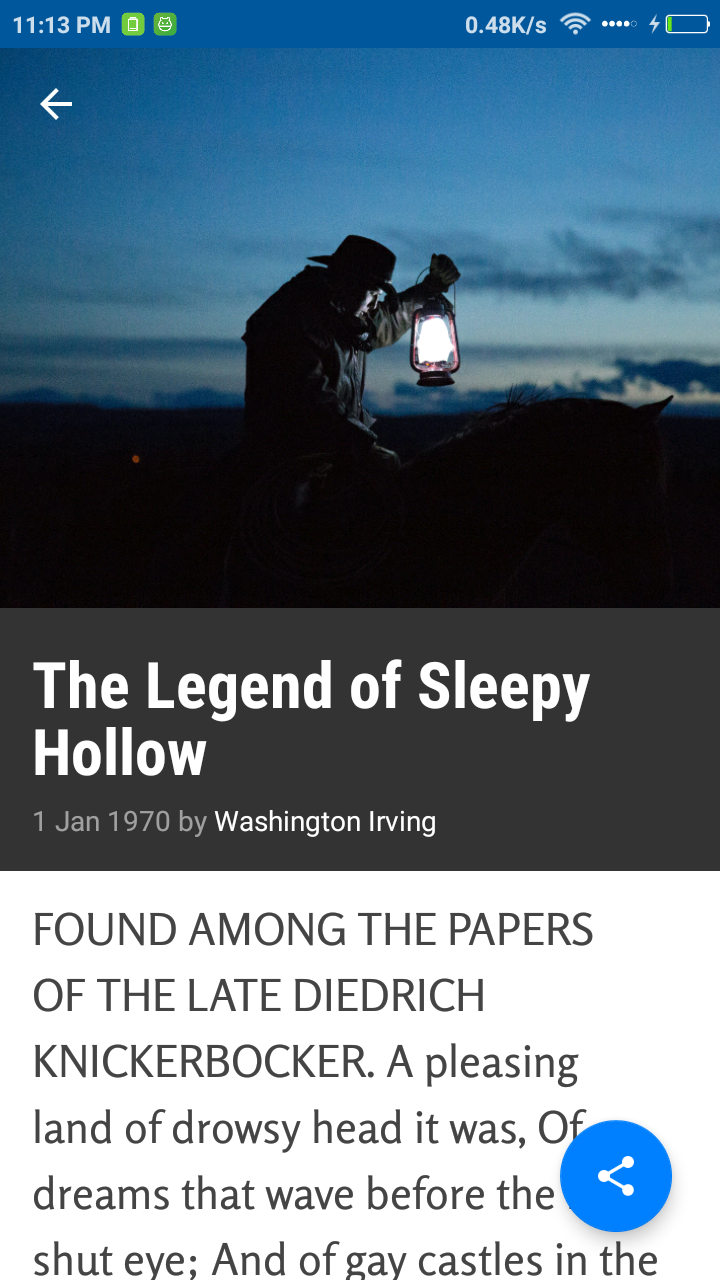 11:13 PM 0.48K/s
The Legend of Sleepy
Hollow
1 Jan 1970 by Washington Irving
FOUND AMONG THE PAPERS
OF THE LATE DIEDRICH
KNICKERBOCKER. A pleasing
land of drowsy head it was, Of
dreams that wave before the
shut eye; And of gay castles in the